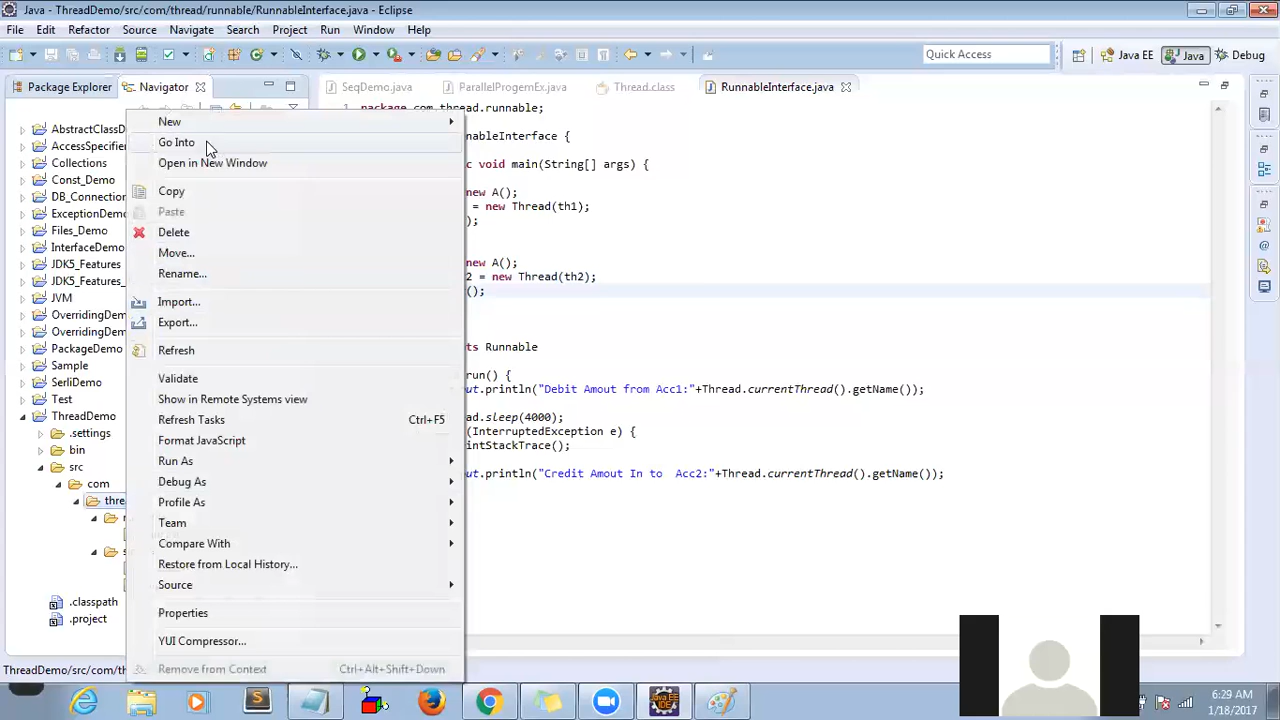 Java - ThreadDemo/src/com/thread/runnable/RunnableInterface.java - Eclipse
File Edit Refactor Source Navigate Search Project Run Window Help
Quick Access
Java EE
Java
Debug
Package Explorer
Navigator
SeqDemo.java
ParallelProgemEx.java
Thread.class
RunnableInterface.java
AbstractClassD
AccessSpecifier
Collections
Const_Demo
DB_Connection
ExceptionDemo
Files_Demo
InterfaceDemo
JDK5_Features
JDK5_Features_
JVM
OverridingDem
OverridingDem
PackageDemo
Sample
SerliDemo
Test
ThreadDemo
.settings
bin
src
com
thre
.classpath
.project
New
Go Into
Open in New Window
Copy
Paste
Delete
Move...
Rename...
Import...
Export...
Refresh
Validate
Show in Remote Systems view
Refresh Tasks Ctrl+F5
Format JavaScript
Run As
Debug As
Profile As
Team
Compare With
Restore from Local History...
Source
Properties
YUI Compressor...
Remove from Context Ctrl+Alt+Shift+Down
package com.thread.runnable;
nableInterface {
c void main(String[] args) {
new A();
= new Thread(th1);
);
new A();
2 = new Thread(th2);
();
ts Runnable
run() {
ut.println("Debit Amout from Acc1:"+Thread.currentThread().getName());
ad.sleep(4000);
(InterruptedException e) {
intStackTrace();
ut.println("Credit Amout In to  Acc2:"+Thread.currentThread().getName());
ThreadDemo/src/com/th
Java EE
IDE
6:29 AM
1/18/2017